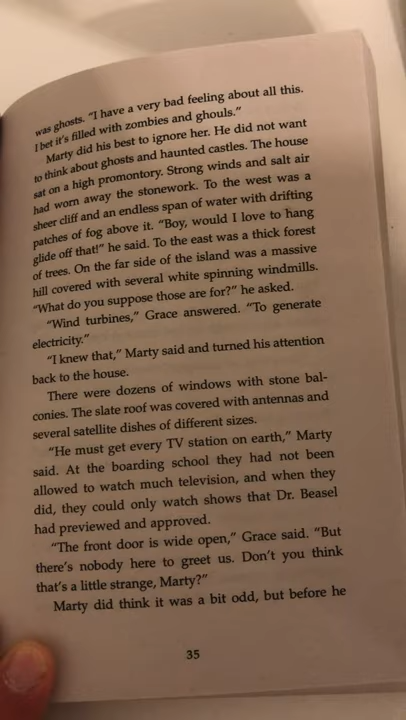 was ghosts. “I have a very bad feeling about all this.
I bet it’s filled with zombies and ghouls.”
Marty did his best to ignore her. He did not want
to think about ghosts and haunted castles. The house
sat on a high promontory. Strong winds and salt air
had worn away the stonework. To the west was a
sheer cliff and an endless span of water with drifting
patches of fog above it. “Boy, would I love to hang
glide off that!” he said. To the east was a thick forest
of trees. On the far side of the island was a massive
hill covered with several white spinning windmills.
“What do you suppose those are for?” he asked.
“Wind turbines,” Grace answered. “To generate
electricity.”
“I knew that,” Marty said and turned his attention
back to the house.
There were dozens of windows with stone bal-
conies. The slate roof was covered with antennas and
several satellite dishes of different sizes.
“He must get every TV station on earth,” Marty
said. At the boarding school they had not been
allowed to watch much television, and when they
did, they could only watch shows that Dr. Beasel
had previewed and approved.
“The front door is wide open,” Grace said. “But
there’s nobody here to greet us. Don’t you think
that’s a little strange, Marty?”
Marty did think it was a bit odd, but before he
35